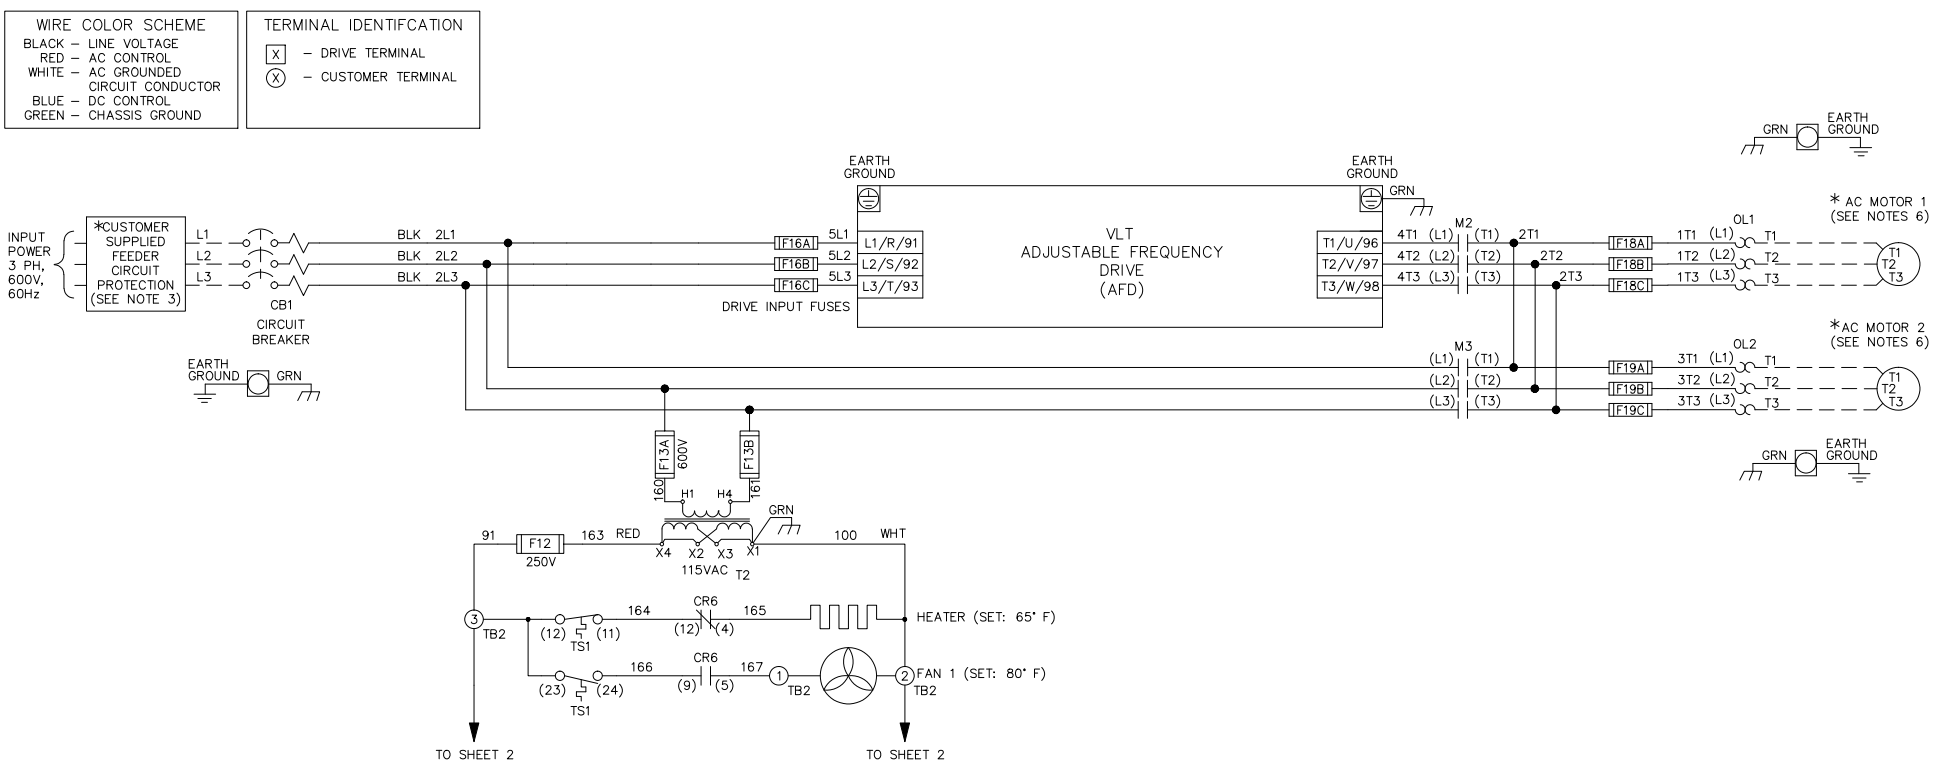 WIRE COLOR SCHEME
BLACK – LINE VOLTAGE
RED – AC CONTROL
WHITE – AC GROUNDED
CIRCUIT CONDUCTOR
BLUE – DC CONTROL
GREEN – CHASSIS GROUND
TERMINAL IDENTIFCATION
X – DRIVE TERMINAL
X – CUSTOMER TERMINAL
GRN
EARTH
GROUND
EARTH
GROUND
EARTH
GROUND
GRN
INPUT
POWER
3 PH,
600V,
60Hz
*CUSTOMER
SUPPLIED
FEEDER
CIRCUIT
PROTECTION
(SEE NOTE 3)
L1
L2
L3
CB1
CIRCUIT
BREAKER
BLK 2L1
BLK 2L2
BLK 2L3
F16A 5L1 L1/R/91
F16B 5L2 L2/S/92
F16C 5L3 L3/T/93
DRIVE INPUT FUSES
VLT
ADJUSTABLE FREQUENCY
DRIVE
(AFD)
M2
T1/U/96 4T1 (L1) (T1) 2T1 F18A 1T1 (L1) T1
T2/V/97 4T2 (L2) (T2) 2T2 F18B 1T2 (L2) T2
T3/W/98 4T3 (L3) (T3) 2T3 F18C 1T3 (L3) T3
OL1
* AC MOTOR 1
(SEE NOTES 6)
T1
T2
T3
M3
(L1) (T1) F19A 3T1 (L1) T1
(L2) (T2) F19B 3T2 (L2) T2
(L3) (T3) F19C 3T3 (L3) T3
OL2
*AC MOTOR 2
(SEE NOTES 6)
T1
T2
T3
EARTH
GROUND
GRN
GRN
EARTH
GROUND
F13A
600V
F13B
160
161
H1 H4
GRN
91 F12 163 RED
250V
X4 X2 X3 X1
100 WHT
115VAC T2
3
TB2
(12) (11)
TS1
164
CR6
(12) (4)
165
HEATER (SET: 65° F)
(23) (24)
TS1
166
CR6
(9) (5)
167
1
TB2
2
TB2
FAN 1 (SET: 80° F)
TO SHEET 2
TO SHEET 2